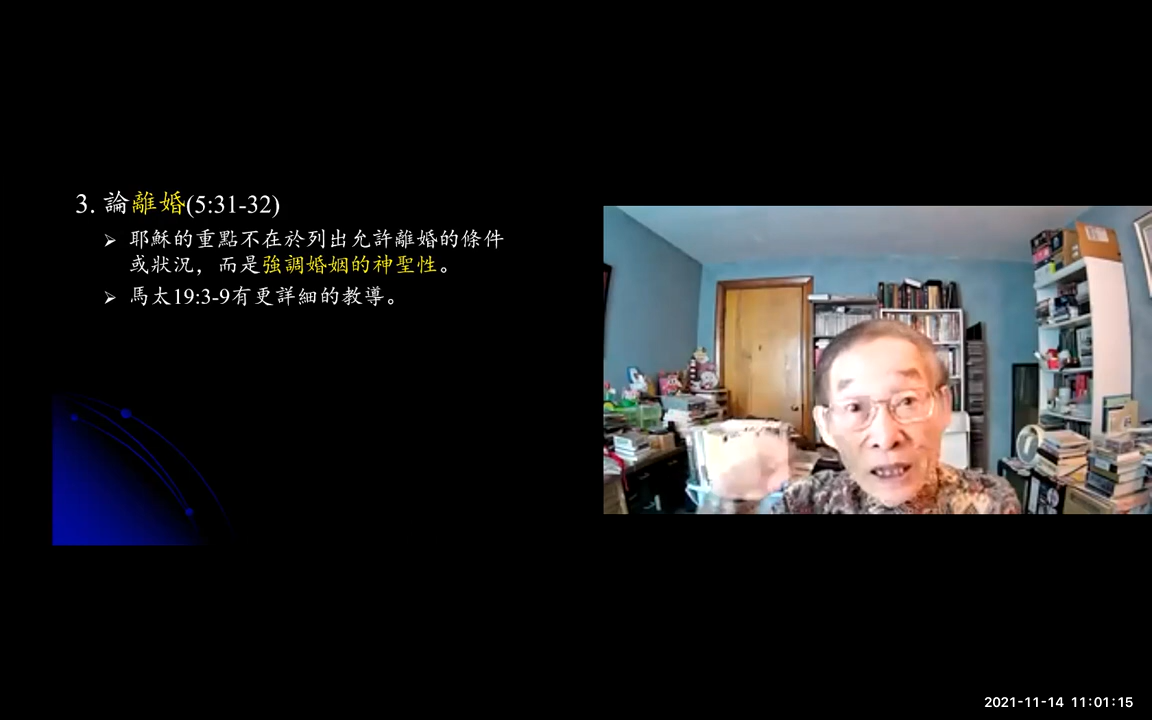 3. 論離婚(5:31-32)
➢ 耶穌的重點不在於列出允許離婚的條件
或狀況，而是強調婚姻的神聖性。
➢ 馬太19:3-9有更詳細的教導。
2021-11-14 11:01:15